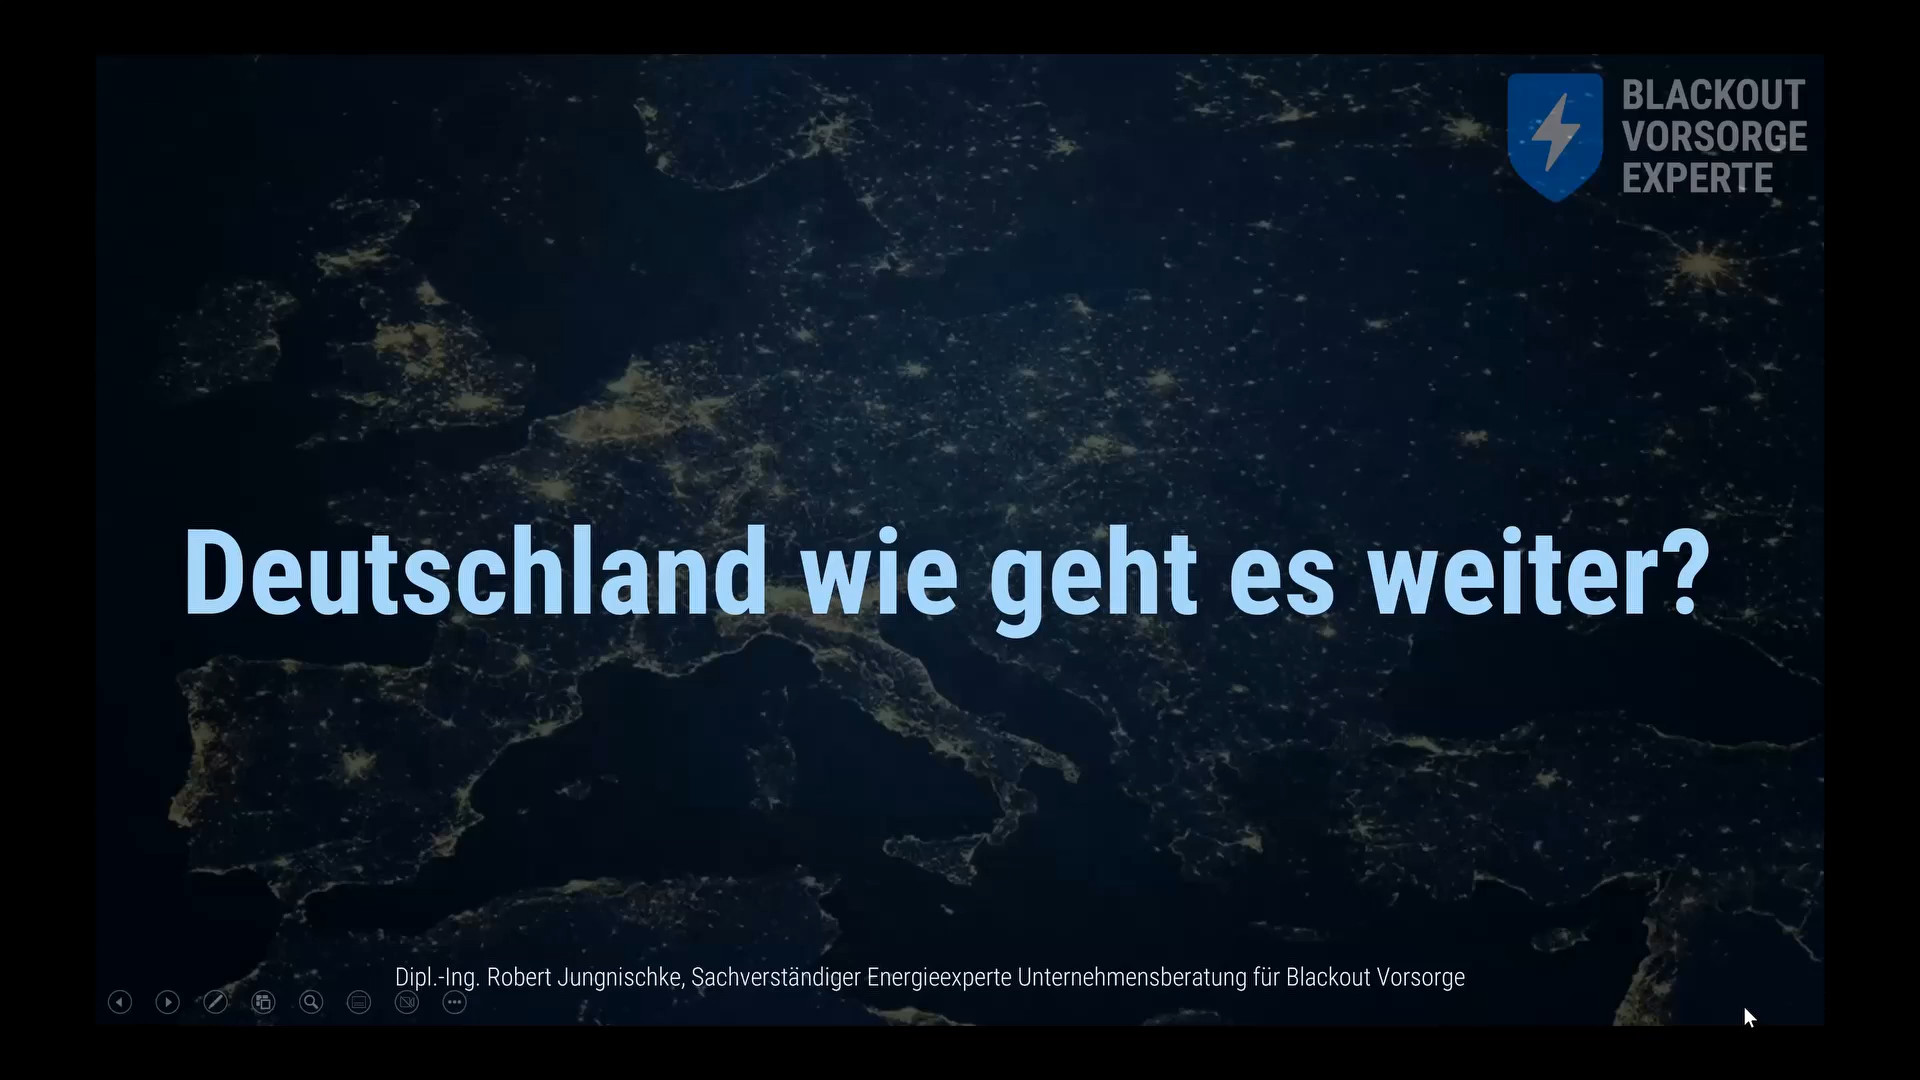 BLACKOUT
VORSORGE
EXPERTE
Deutschland wie geht es weiter?
Dipl.-Ing. Robert Jungnischke, Sachverständiger Energieexperte Unternehmensberatung für Blackout Vorsorge